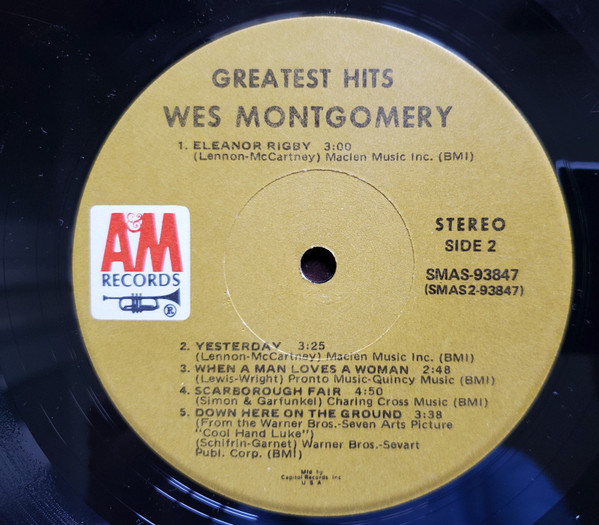 GREATEST HITS
WES MONTGOMERY
1. ELEANOR RIGBY 3:00
(Lennon-McCartney) Maclen Music Inc. (BMI)
A&M
RECORDS
®
STEREO
SIDE 2
SMAS-93847
(SMAS2-93847)
2. YESTERDAY 3:25
(Lennon-McCartney) Maclen Music Inc. (BMI)
3. WHEN A MAN LOVES A WOMAN 2:48
(Lewis-Wright) Pronto Music-Quincy Music (BMI)
4. SCARBOROUGH FAIR 4:50
(Simon & Garfunkel) Charing Cross Music (BMI)
5. DOWN HERE ON THE GROUND 3:38
(From the Warner Bros.-Seven Arts Picture
"Cool Hand Luke")
(Schifrin-Garnet) Warner Bros.-Sevart
Publ. Corp. (BMI)
Mfd by
Capitol Records Inc
U S A